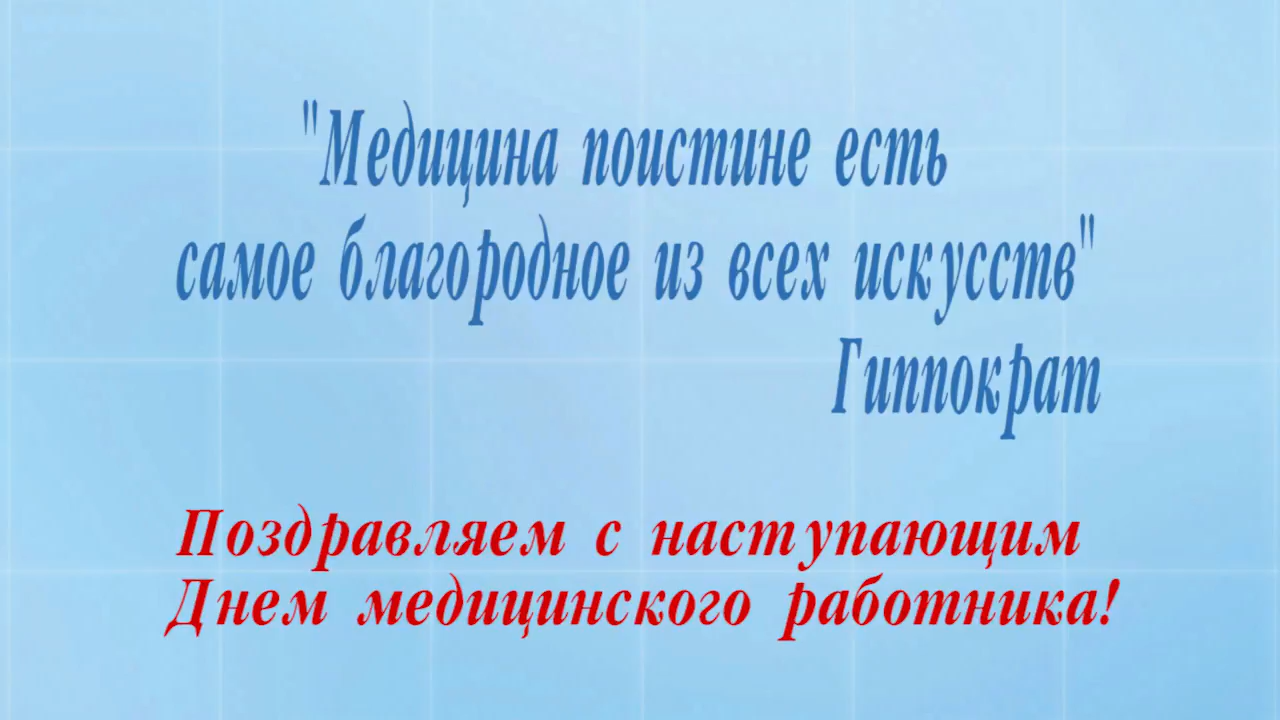 "Медицина поистине есть
самое благородное из всех искусств"
Гиппократ
Поздравляем с наступающим
Днем медицинского работника!